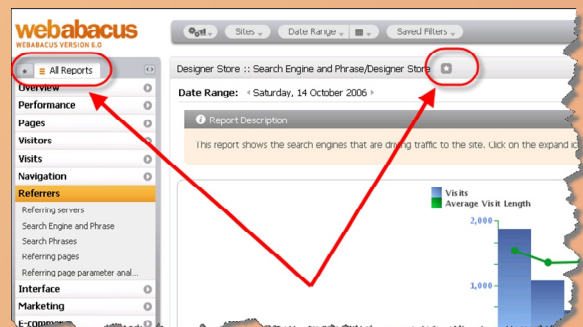 webabacus
WEBABACUS VERSION 6.0
Sites
Date Range
Saved Filters
All Reports
Designer Store :: Search Engine and Phrase/Designer Store
Overview
Date Range: Saturday, 14 October 2006
Performance
Pages
Report Description
Visitors
This report shows the search engines that are driving traffic to the site. Click on the expand
Visits
Navigation
Referrers
Visits
Average Visit Length
Referring servers
2,000
Search Engine and Phrase
Search Phrases
Referring pages
Referring page parameter anal...
Interface
1,000
Marketing
E-commerce